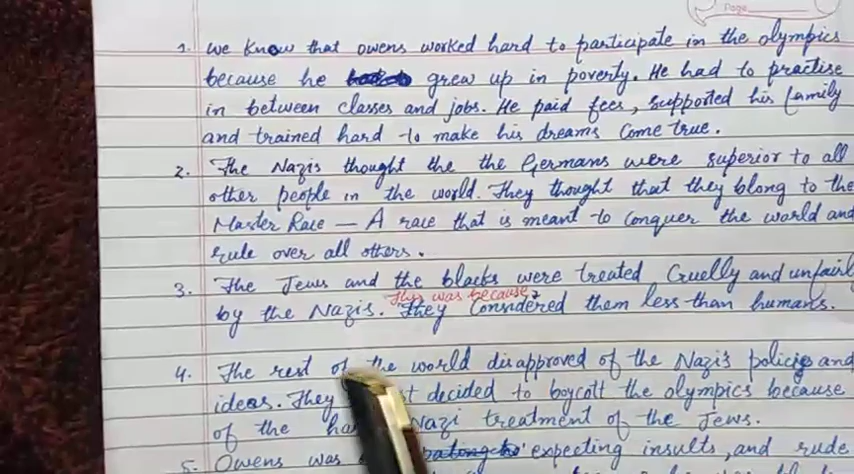 Page
1. We know that Owens worked hard to participate in the olympics
because he grew up in poverty. He had to practise
in between classes and jobs. He paid fees, supported his family
and trained hard to make his dreams come true.
2. The Nazis thought the the Germans were superior to all
other people in the world. They thought that they blong to the
Master Race — A race that is meant to conquer the world and
rule over all others.
3. The Jews and the blacks were treated Cruelly and unfairl
This was because
by the Nazis. They Considered them less than humans.
4. The rest of the world disapproved of the Nazi's policies and
ideas. They decided to boycott the olympics because
of the Nazi treatment of the Jews.
5. Owens was expecting insults, and rude